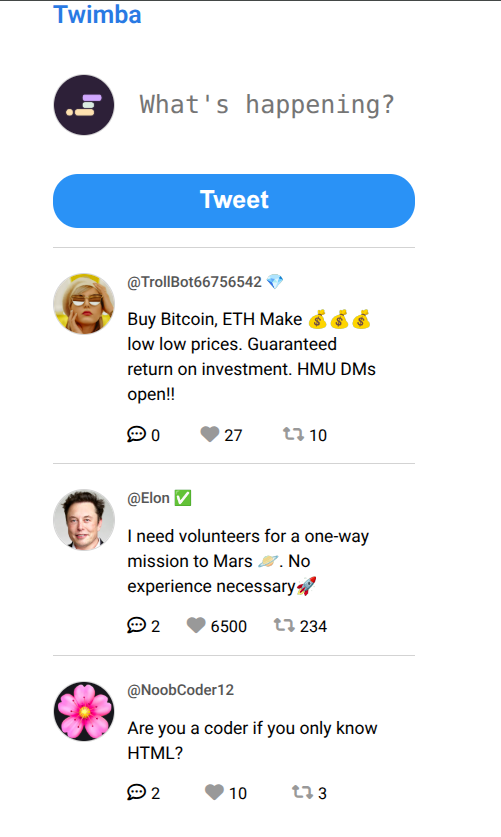 Twimba
What's happening?
Tweet
@TrollBot66756542 💎
Buy Bitcoin, ETH Make 💰💰💰
low low prices. Guaranteed
return on investment. HMU DMs
open!!
0 27 10
@Elon ✅
I need volunteers for a one-way
mission to Mars 🪐. No
experience necessary🚀
2 6500 234
@NoobCoder12
Are you a coder if you only know
HTML?
2 10 3